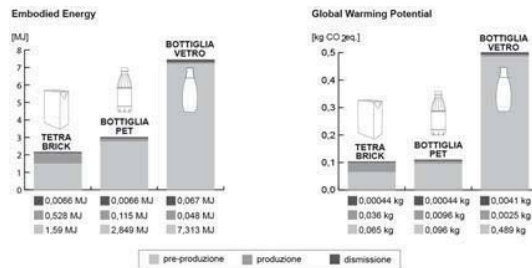 Embodied Energy
[MJ]
8
7
6
5
4
3
2
1
0
TETRA
BRICK
BOTTIGLIA
PET
BOTTIGLIA
VETRO
0,0066 MJ
0,0066 MJ
0,067 MJ
0,528 MJ
0,115 MJ
0,048 MJ
1,59 MJ
2,849 MJ
7,313 MJ
Global Warming Potential
[kg CO 2eq.]
0,5
0,4
0,3
0,2
0,1
0,0
TETRA
BRICK
BOTTIGLIA
PET
BOTTIGLIA
VETRO
0,00044 kg
0,00044 kg
0,0041 kg
0,036 kg
0,0096 kg
0,0025 kg
0,065 kg
0,096 kg
0,489 kg
pre-produzione
produzione
dismissione